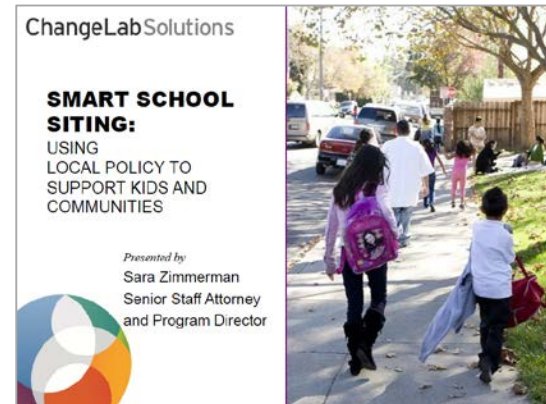 ChangeLabSolutions
SMART SCHOOL
SITING:
USING
LOCAL POLICY TO
SUPPORT KIDS AND
COMMUNITIES
Presented by
Sara Zimmerman
Senior Staff Attorney
and Program Director